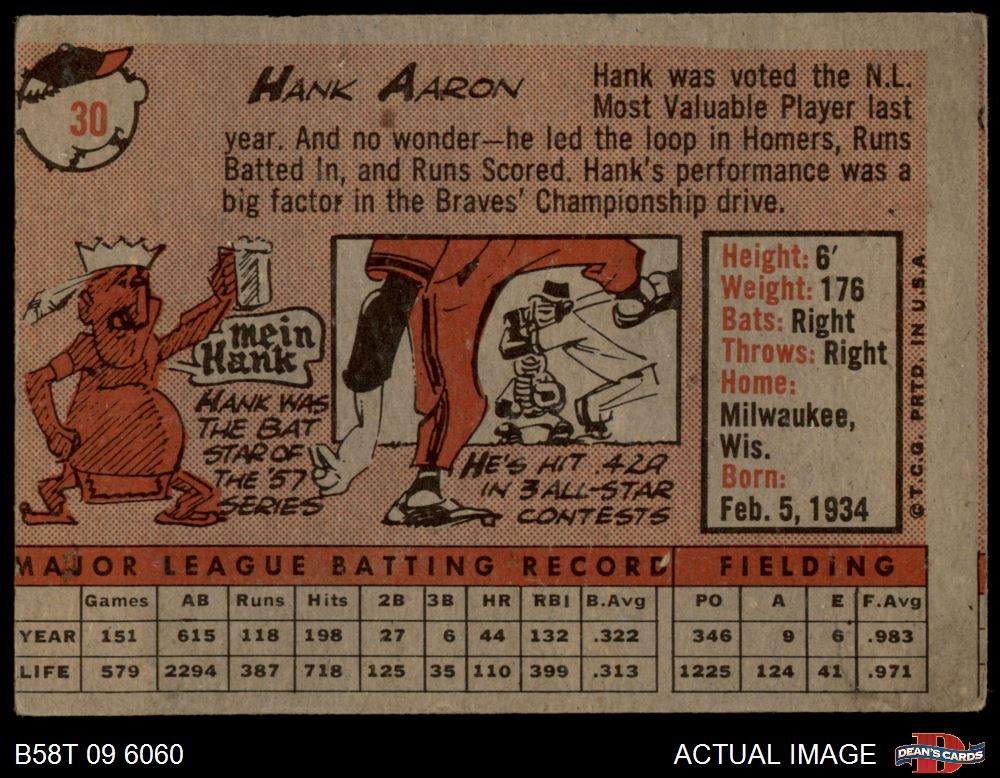 30
HANK AARON
Hank was voted the N.L.
Most Valuable Player last
year. And no wonder—he led the loop in Homers, Runs
Batted In, and Runs Scored. Hank's performance was a
big factor in the Braves' Championship drive.
mein
Hank
HANK WAS
THE BAT
STAR OF
THE '57
SERIES
HE'S HIT .429
IN 3 ALL-STAR
CONTESTS
Height: 6'
Weight: 176
Bats: Right
Throws: Right
Home:
Milwaukee,
Wis.
Born:
Feb. 5, 1934
©T.C.G. PRTD. IN U.S.A.
MAJOR LEAGUE BATTING RECORD FIELDING
Games AB Runs Hits 2B 3B HR RBI B.Avg PO A E F.Avg
YEAR 151 615 118 198 27 6 44 132 .322 346 9 6 .983
LIFE 579 2294 387 718 125 35 110 399 .313 1225 124 41 .971
B58T 09 6060
ACTUAL IMAGE
DEAN'S CARDS